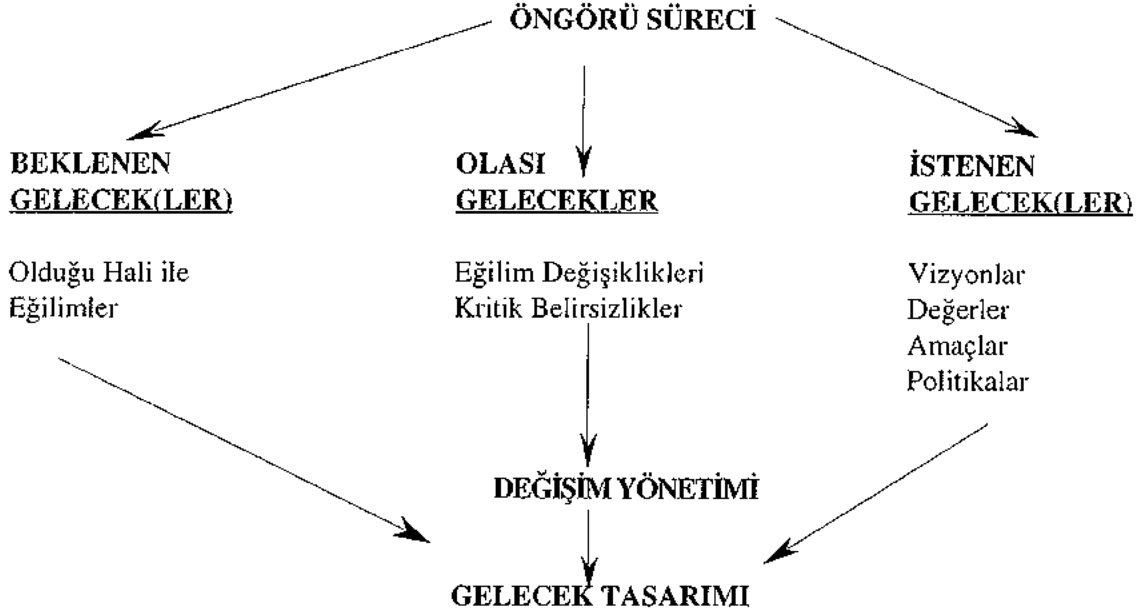 ÖNGÖRÜ SÜRECİ
BEKLENEN
GELECEK(LER)
Olduğu Hali ile
Eğilimler
OLASI
GELECEKLER
Eğilim Değişiklikleri
Kritik Belirsizlikler
İSTENEN
GELECEK(LER)
Vizyonlar
Değerler
Amaçlar
Politikalar
DEĞİŞİM YÖNETİMİ
GELECEK TASARIMI